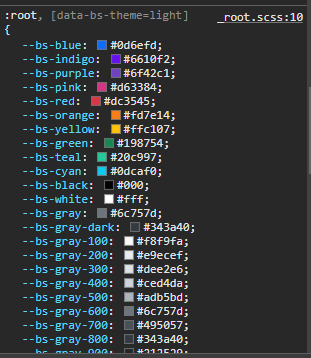 :root, [data-bs-theme=light] _root.scss:10
{
--bs-blue: #0d6efd;
--bs-indigo: #6610f2;
--bs-purple: #6f42c1;
--bs-pink: #d63384;
--bs-red: #dc3545;
--bs-orange: #fd7e14;
--bs-yellow: #ffc107;
--bs-green: #198754;
--bs-teal: #20c997;
--bs-cyan: #0dcaf0;
--bs-black: #000;
--bs-white: #fff;
--bs-gray: #6c757d;
--bs-gray-dark: #343a40;
--bs-gray-100: #f8f9fa;
--bs-gray-200: #e9ecef;
--bs-gray-300: #dee2e6;
--bs-gray-400: #ced4da;
--bs-gray-500: #adb5bd;
--bs-gray-600: #6c757d;
--bs-gray-700: #495057;
--bs-gray-800: #343a40;
--bs-gray-900: #212529;